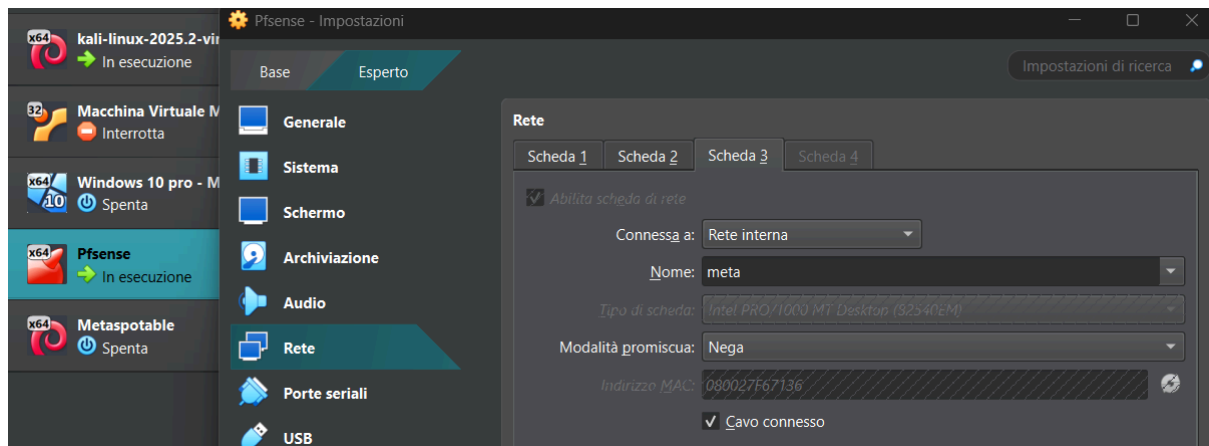 Pfsense - Impostazioni
x64
kali-linux-2025.2-vir
In esecuzione
32
Macchina Virtuale M
Interrotta
x64
10
Windows 10 pro - M
Spenta
x64
Pfsense
In esecuzione
x64
Metaspotable
Spenta
Base
Esperto
Impostazioni di ricerca
Generale
Sistema
Schermo
Archiviazione
Audio
Rete
Porte seriali
USB
Rete
Scheda 1
Scheda 2
Scheda 3
Scheda 4
Abilita scheda di rete
Connessa a: Rete interna
Nome: meta
Tipo di scheda: Intel PRO/1000 MT Desktop (82540EM)
Modalità promiscua: Nega
Indirizzo MAC: 080027F67136
Cavo connesso